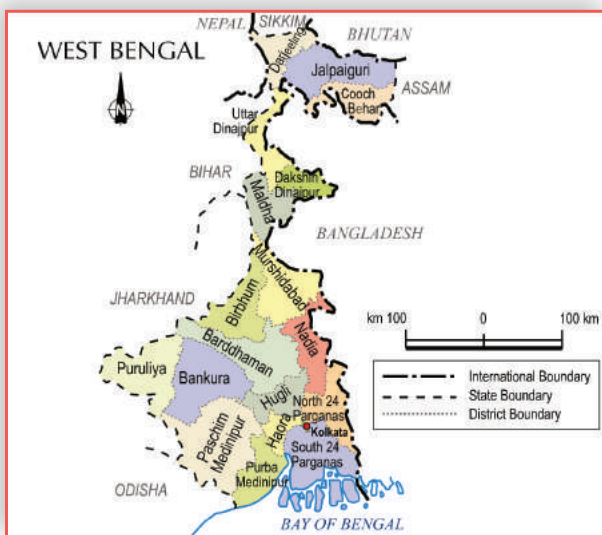 NEPAL
SIKKIM
BHUTAN
WEST BENGAL
N
Darjeeling
Jalpaiguri
ASSAM
Cooch
Behar
Uttar
Dinajpur
BIHAR
Dakshin
Dinajpur
Maldha
BANGLADESH
Murshidabad
JHARKHAND
Birbhum
km 100
0
100 km
Nadia
Barddhaman
Puruliya
Bankura
International Boundary
State Boundary
District Boundary
Hugli
North 24
Parganas
Kolkata
Haora
Paschim
Medinipur
South 24
Parganas
Purba
Medinipur
ODISHA
BAY OF BENGAL